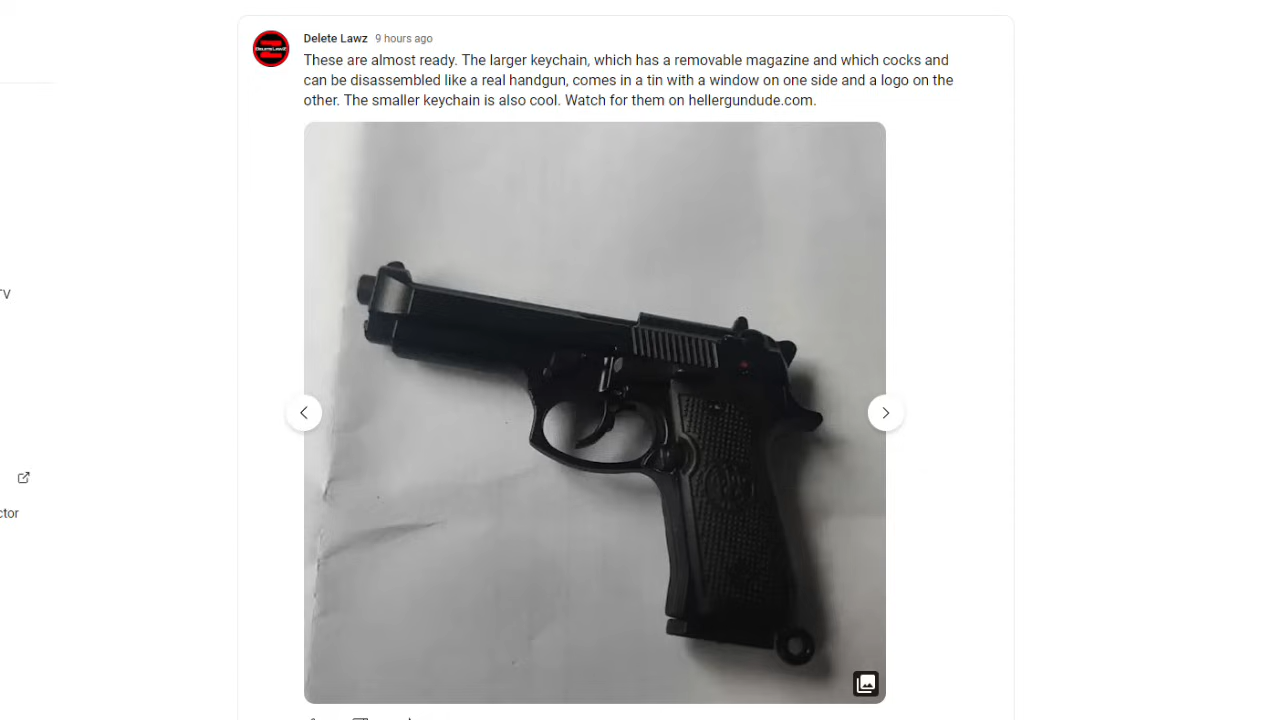 Delete Lawz 9 hours ago
These are almost ready. The larger keychain, which has a removable magazine and which cocks and
can be disassembled like a real handgun, comes in a tin with a window on one side and a logo on the
other. The smaller keychain is also cool. Watch for them on hellergundude.com.
TV
ctor